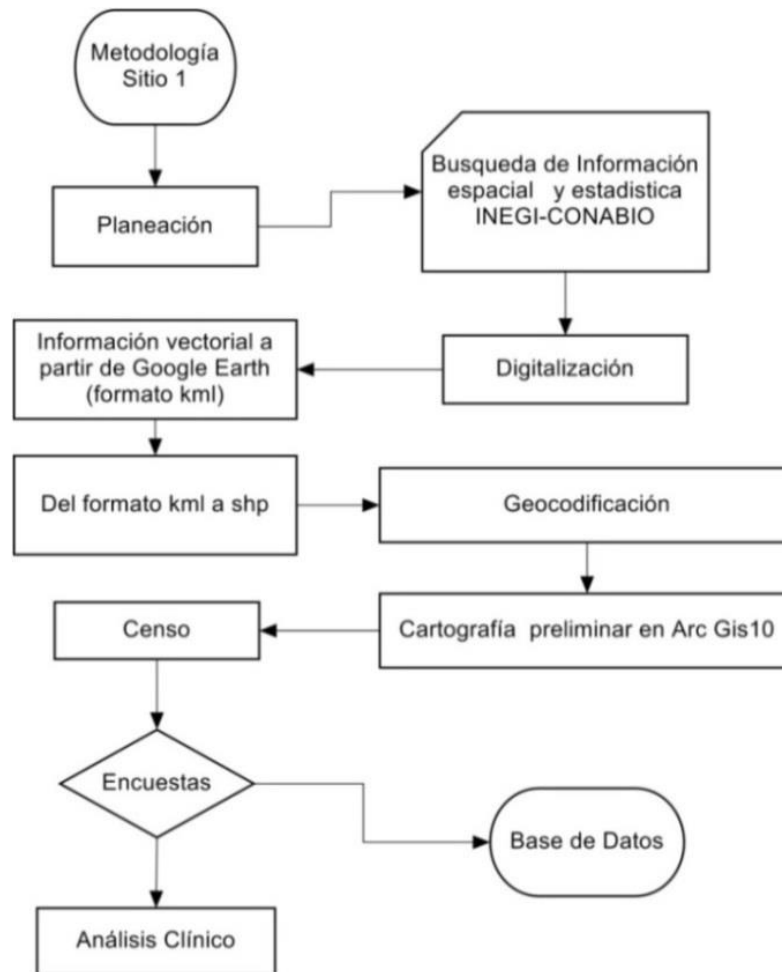 Metodología
Sitio 1
Planeación
Busqueda de Información
espacial y estadistica
INEGI-CONABIO
Digitalización
Información vectorial a
partir de Google Earth
(formato kml)
Del formato kml a shp
Geocodificación
Cartografía preliminar en Arc Gis10
Censo
Encuestas
Base de Datos
Análisis Clínico